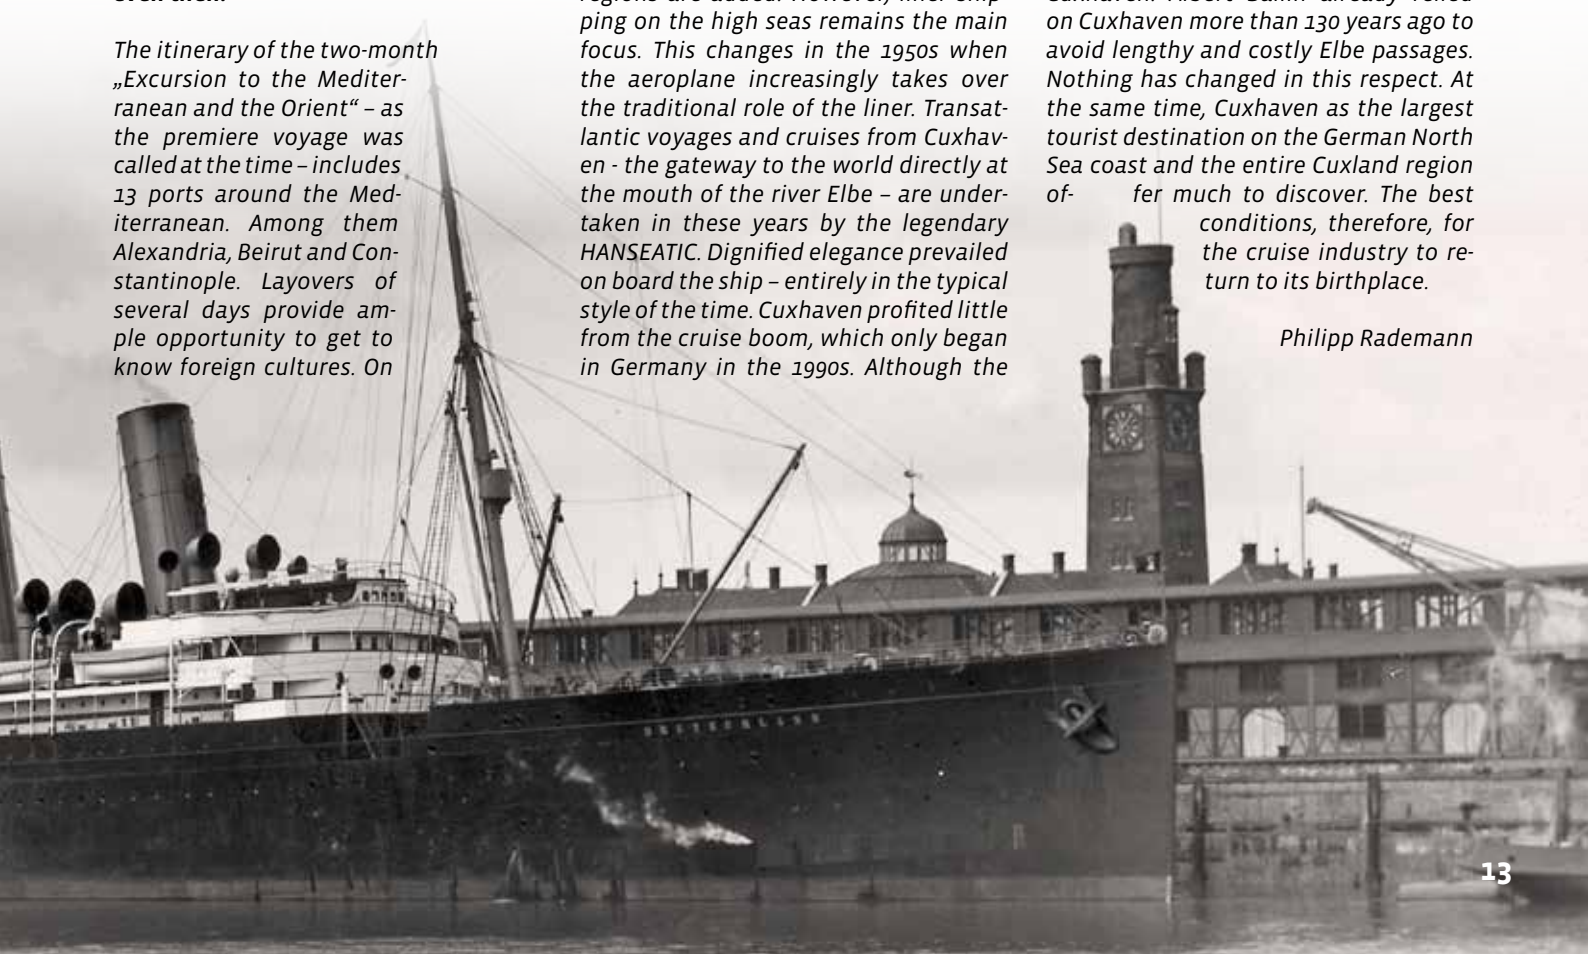 The itinerary of the two-month
„Excursion to the Mediter-
ranean and the Orient“ – as
the premiere voyage was
called at the time – includes
13 ports around the Med-
iterranean. Among them
Alexandria, Beirut and Con-
stantinople. Layovers of
several days provide am-
ple opportunity to get to
know foreign cultures. On
ping on the high seas remains the main
focus. This changes in the 1950s when
the aeroplane increasingly takes over
the traditional role of the liner. Transat-
lantic voyages and cruises from Cuxhav-
en - the gateway to the world directly at
the mouth of the river Elbe – are under-
taken in these years by the legendary
HANSEATIC. Dignified elegance prevailed
on board the ship – entirely in the typical
style of the time. Cuxhaven profited little
from the cruise boom, which only began
in Germany in the 1990s. Although the
on Cuxhaven more than 130 years ago to
avoid lengthy and costly Elbe passages.
Nothing has changed in this respect. At
the same time, Cuxhaven as the largest
tourist destination on the German North
Sea coast and the entire Cuxland region
of- fer much to discover. The best
conditions, therefore, for
the cruise industry to re-
turn to its birthplace.
Philipp Rademann
DEUTSCHLAND
13